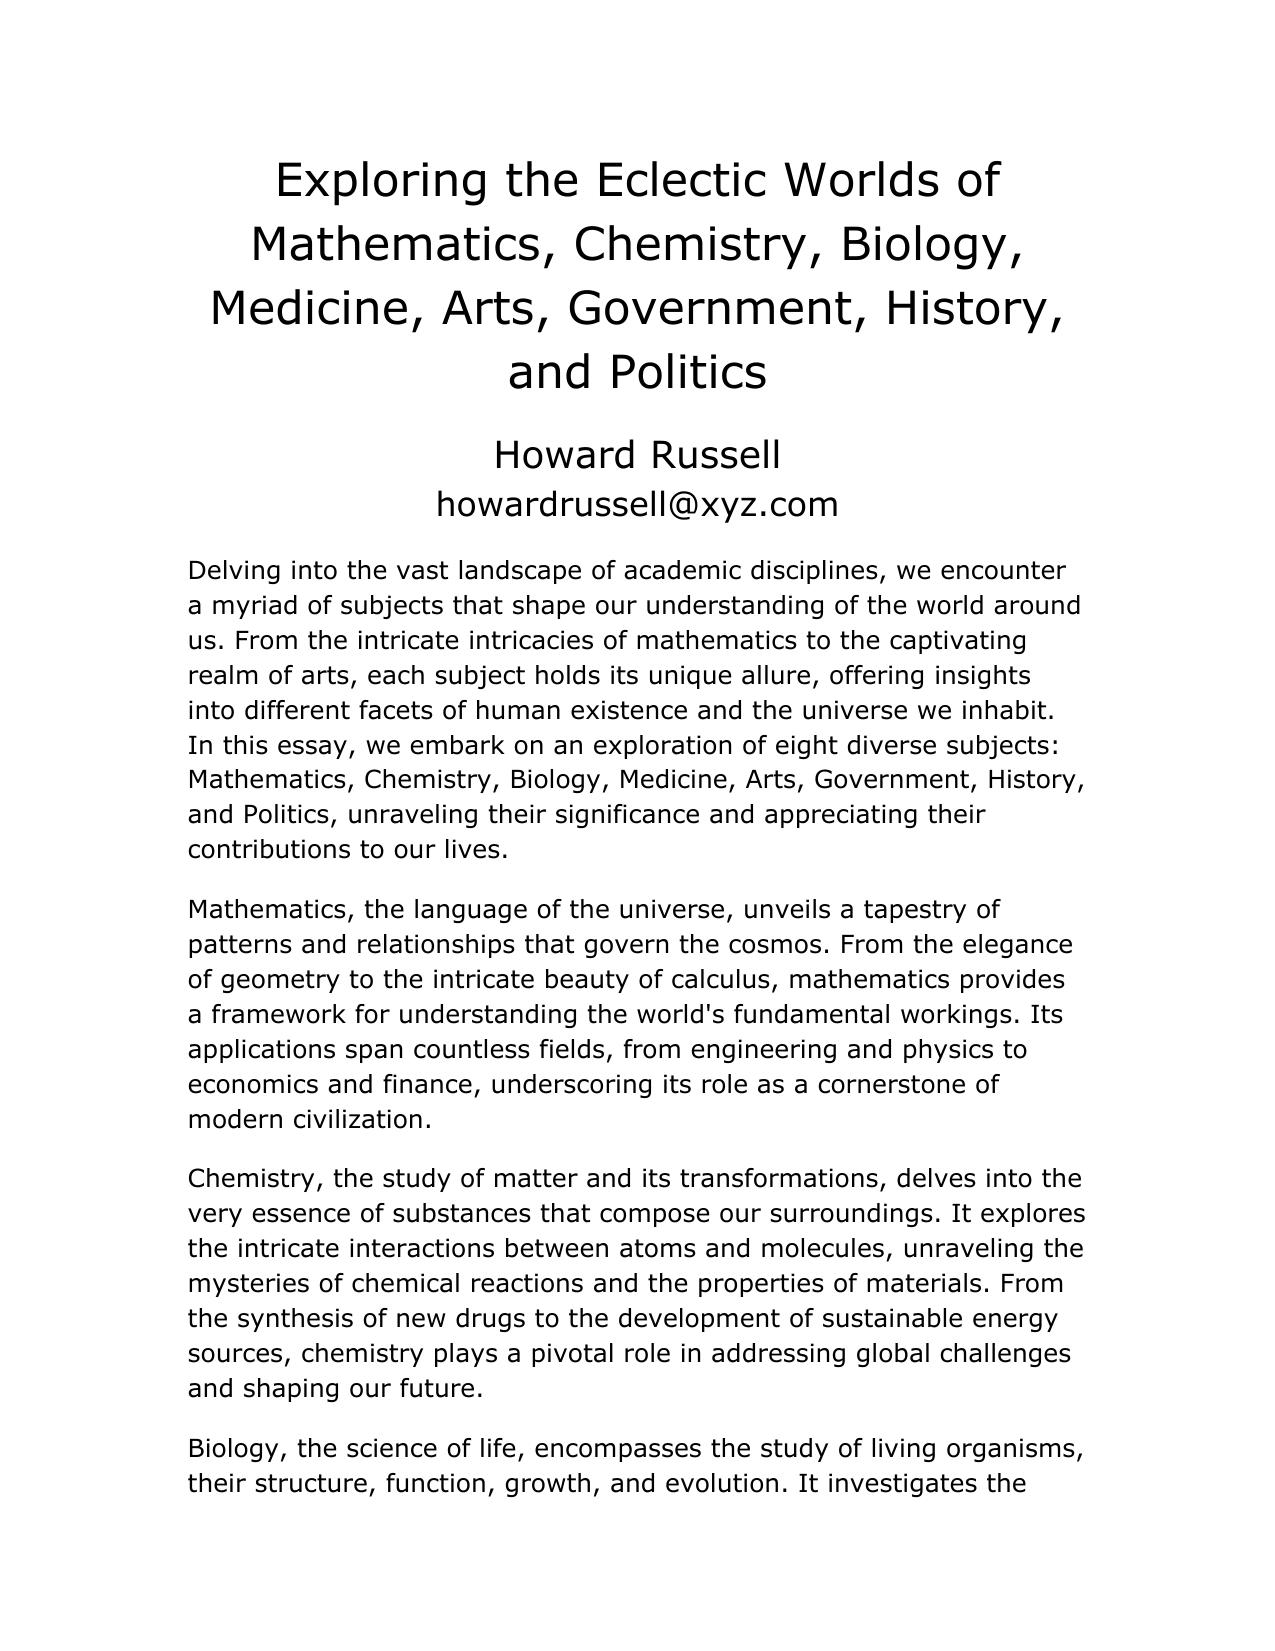 Exploring the Eclectic Worlds of
Mathematics, Chemistry, Biology,
Medicine, Arts, Government, History,
and Politics
Howard Russell
howardrussell@xyz.com
Delving into the vast landscape of academic disciplines, we encounter
a myriad of subjects that shape our understanding of the world around
us. From the intricate intricacies of mathematics to the captivating
realm of arts, each subject holds its unique allure, offering insights
into different facets of human existence and the universe we inhabit.
In this essay, we embark on an exploration of eight diverse subjects:
Mathematics, Chemistry, Biology, Medicine, Arts, Government, History,
and Politics, unraveling their significance and appreciating their
contributions to our lives.
Mathematics, the language of the universe, unveils a tapestry of
patterns and relationships that govern the cosmos. From the elegance
of geometry to the intricate beauty of calculus, mathematics provides
a framework for understanding the world's fundamental workings. Its
applications span countless fields, from engineering and physics to
economics and finance, underscoring its role as a cornerstone of
modern civilization.
Chemistry, the study of matter and its transformations, delves into the
very essence of substances that compose our surroundings. It explores
the intricate interactions between atoms and molecules, unraveling the
mysteries of chemical reactions and the properties of materials. From
the synthesis of new drugs to the development of sustainable energy
sources, chemistry plays a pivotal role in addressing global challenges
and shaping our future.
Biology, the science of life, encompasses the study of living organisms,
their structure, function, growth, and evolution. It investigates the